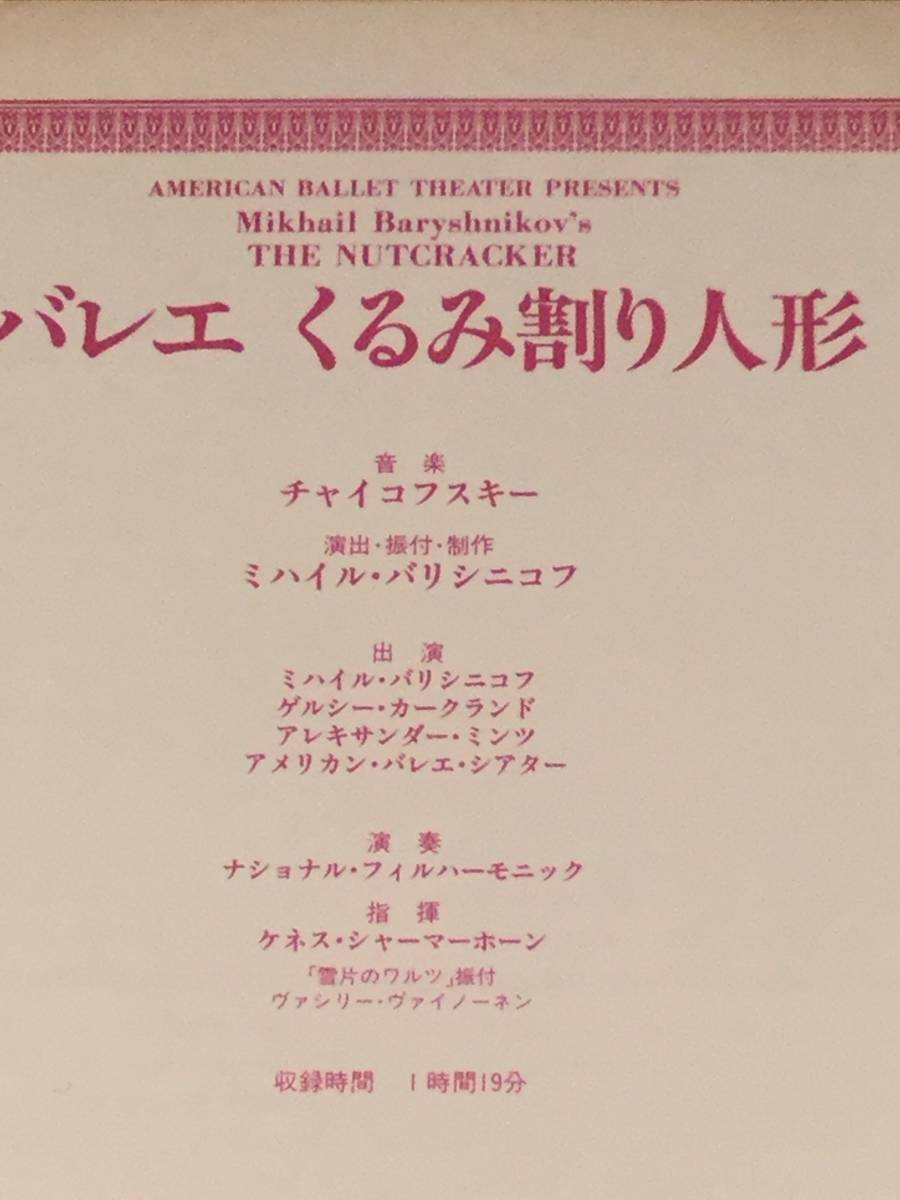 AMERICAN BALLET THEATER PRESENTS
Mikhail Baryshnikov's
THE NUTCRACKER
バレエ くるみ割り人形
音 楽
チャイコフスキー
演出・振付・制作
ミハイル・バリシニコフ
出 演
ミハイル・バリシニコフ
ゲルシー・カークランド
アレキサンダー・ミンツ
アメリカン・バレエ・シアター
演 奏
ナショナル・フィルハーモニック
指 揮
ケネス・シャーマーホーン
「雪片のワルツ」振付
ヴァシリー・ヴァイノーネン
収録時間 1時間19分